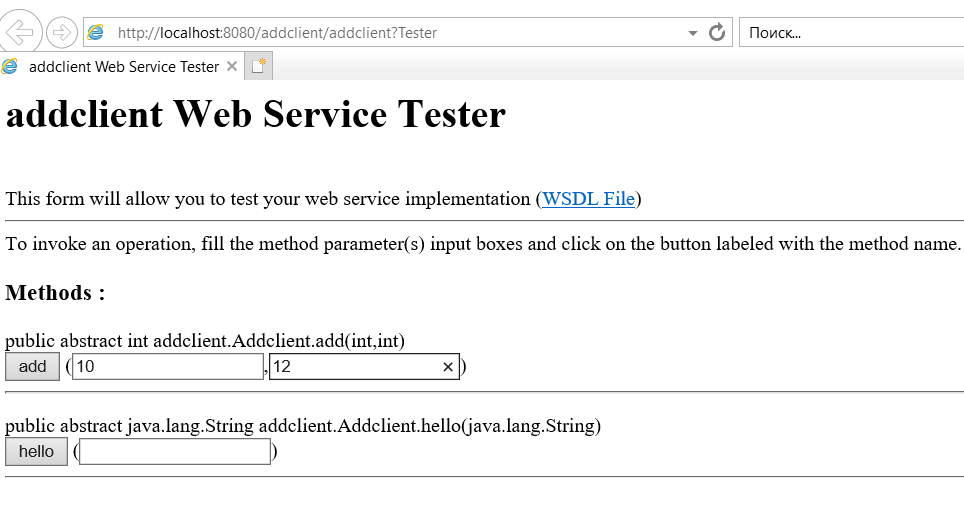 http://localhost:8080/addclient/addclient?Tester
Поиск...
addclient Web Service Tester
addclient Web Service Tester
This form will allow you to test your web service implementation (WSDL File)
To invoke an operation, fill the method parameter(s) input boxes and click on the button labeled with the method name.
Methods :
public abstract int addclient.Addclient.add(int,int)
add (10,12)
public abstract java.lang.String addclient.Addclient.hello(java.lang.String)
hello ()